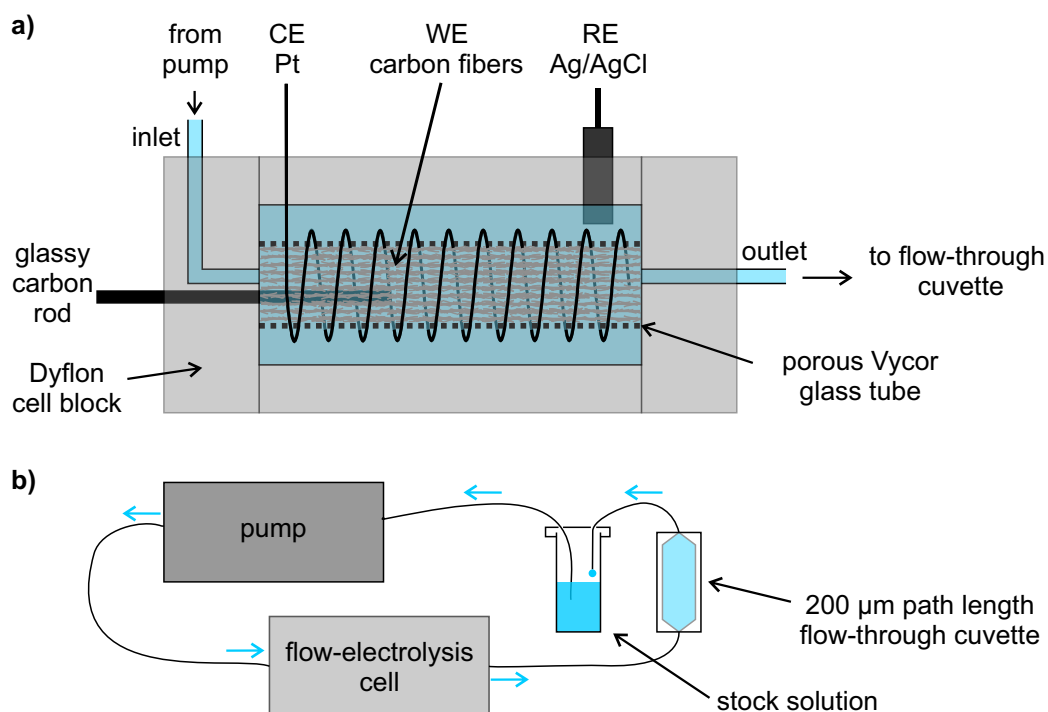 a)
from
pump
CE
Pt
WE
carbon fibers
RE
Ag/AgCl
inlet
glassy
carbon
rod
outlet
to flow-through
cuvette
Dyflon
cell block
porous Vycor
glass tube
b)
pump
flow-electrolysis
cell
200 µm path length
flow-through cuvette
stock solution